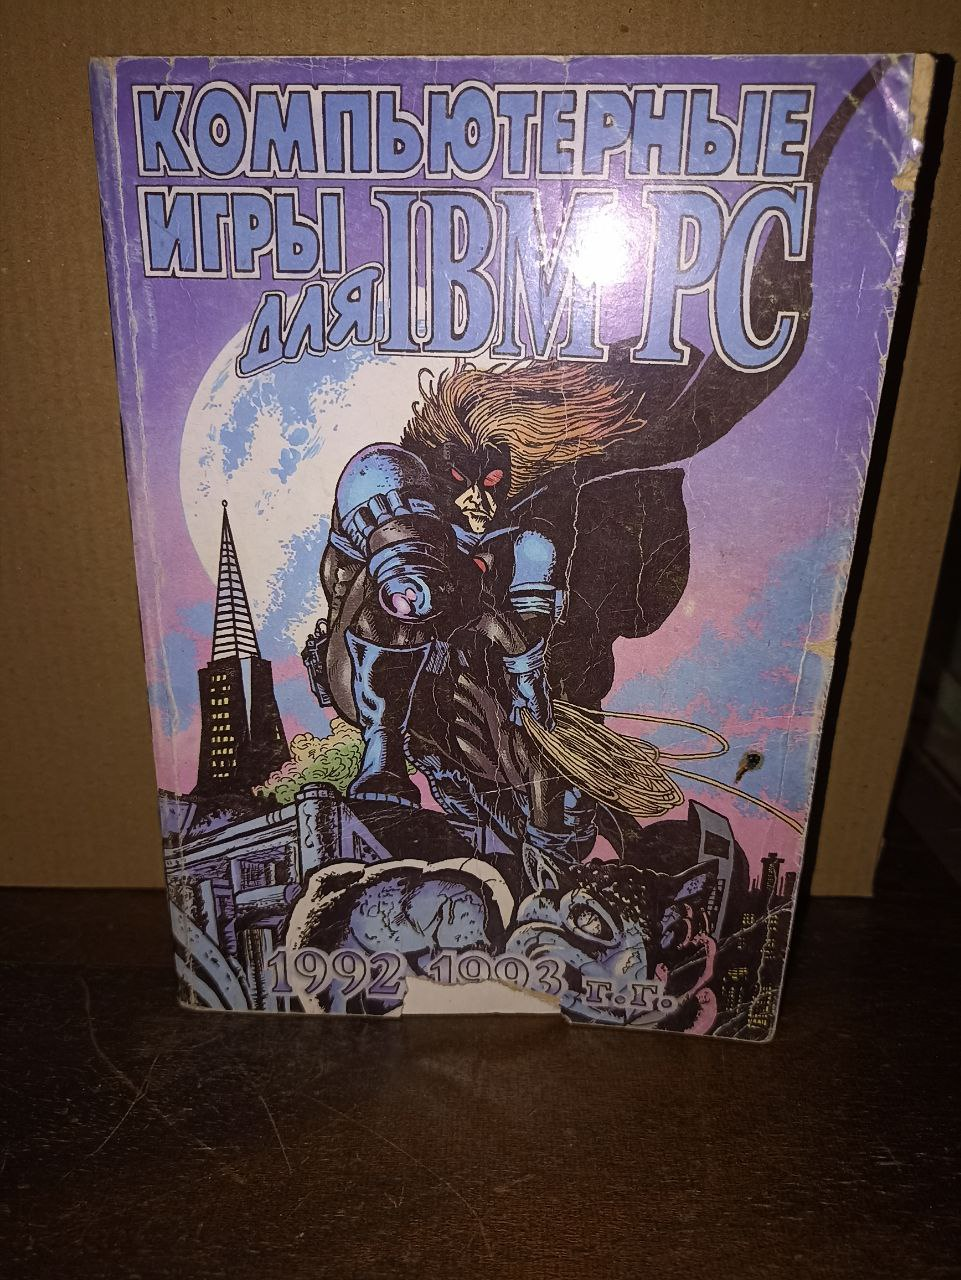 КОМПЬЮТЕРНЫЕ
ИГРЫ для IBM PC
1992 1993 г.г.